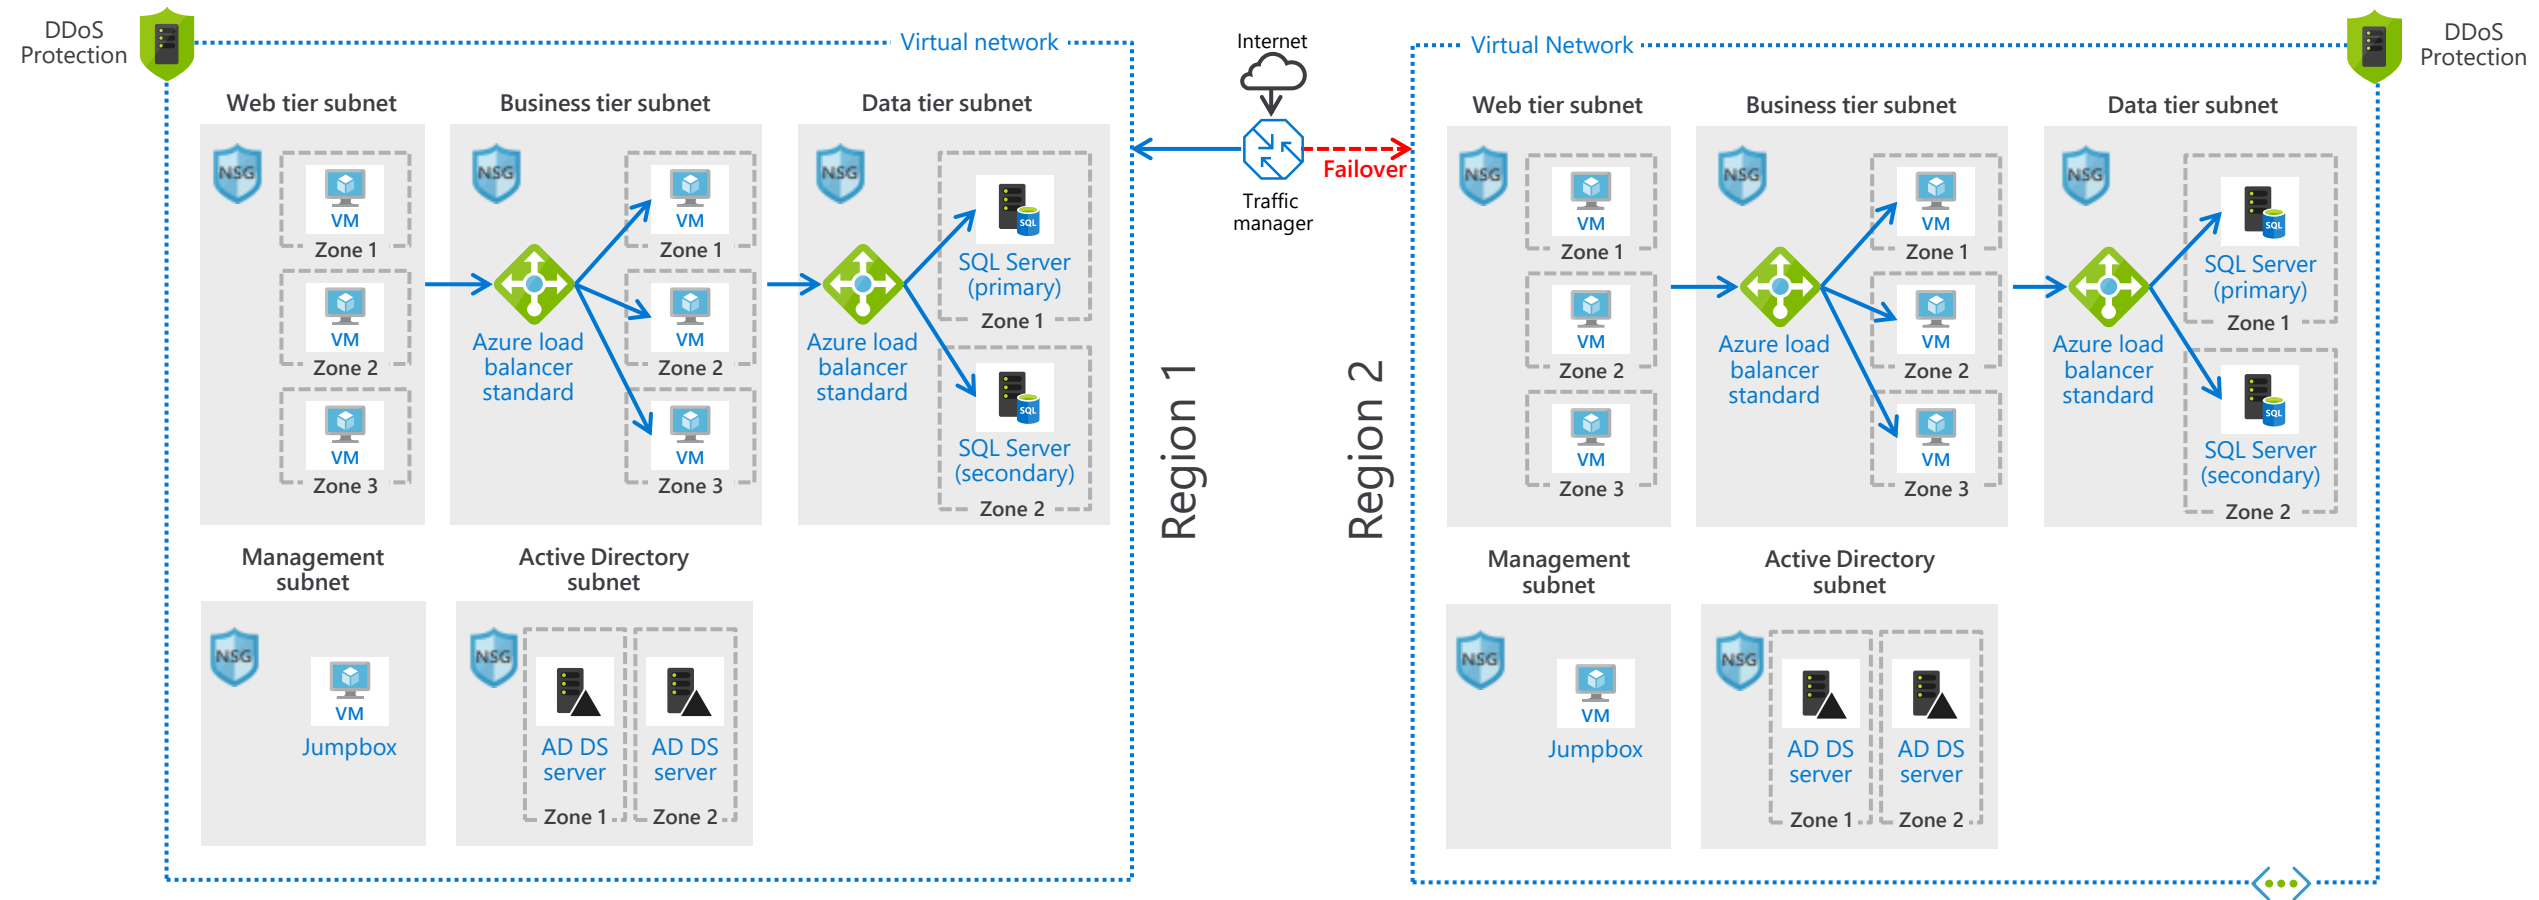 DDoS
Protection
Virtual network
Web tier subnet
Business tier subnet
Data tier subnet
NSG
VM
Zone 1
VM
Zone 2
VM
Zone 3
NSG
Azure load
balancer
standard
VM
Zone 1
VM
Zone 2
VM
Zone 3
NSG
Azure load
balancer
standard
SQL
SQL Server
(primary)
Zone 1
SQL
SQL Server
(secondary)
Zone 2
Management
subnet
NSG
VM
Jumpbox
Active Directory
subnet
NSG
AD DS
server
Zone 1
AD DS
server
Zone 2
Region 1
Internet
Traffic
manager
Failover
Region 2
Virtual Network
DDoS
Protection
Web tier subnet
Business tier subnet
Data tier subnet
NSG
VM
Zone 1
VM
Zone 2
VM
Zone 3
NSG
Azure load
balancer
standard
VM
Zone 1
VM
Zone 2
VM
Zone 3
NSG
Azure load
balancer
standard
SQL
SQL Server
(primary)
Zone 1
SQL
SQL Server
(secondary)
Zone 2
Management
subnet
NSG
VM
Jumpbox
Active Directory
subnet
NSG
AD DS
server
Zone 1
AD DS
server
Zone 2